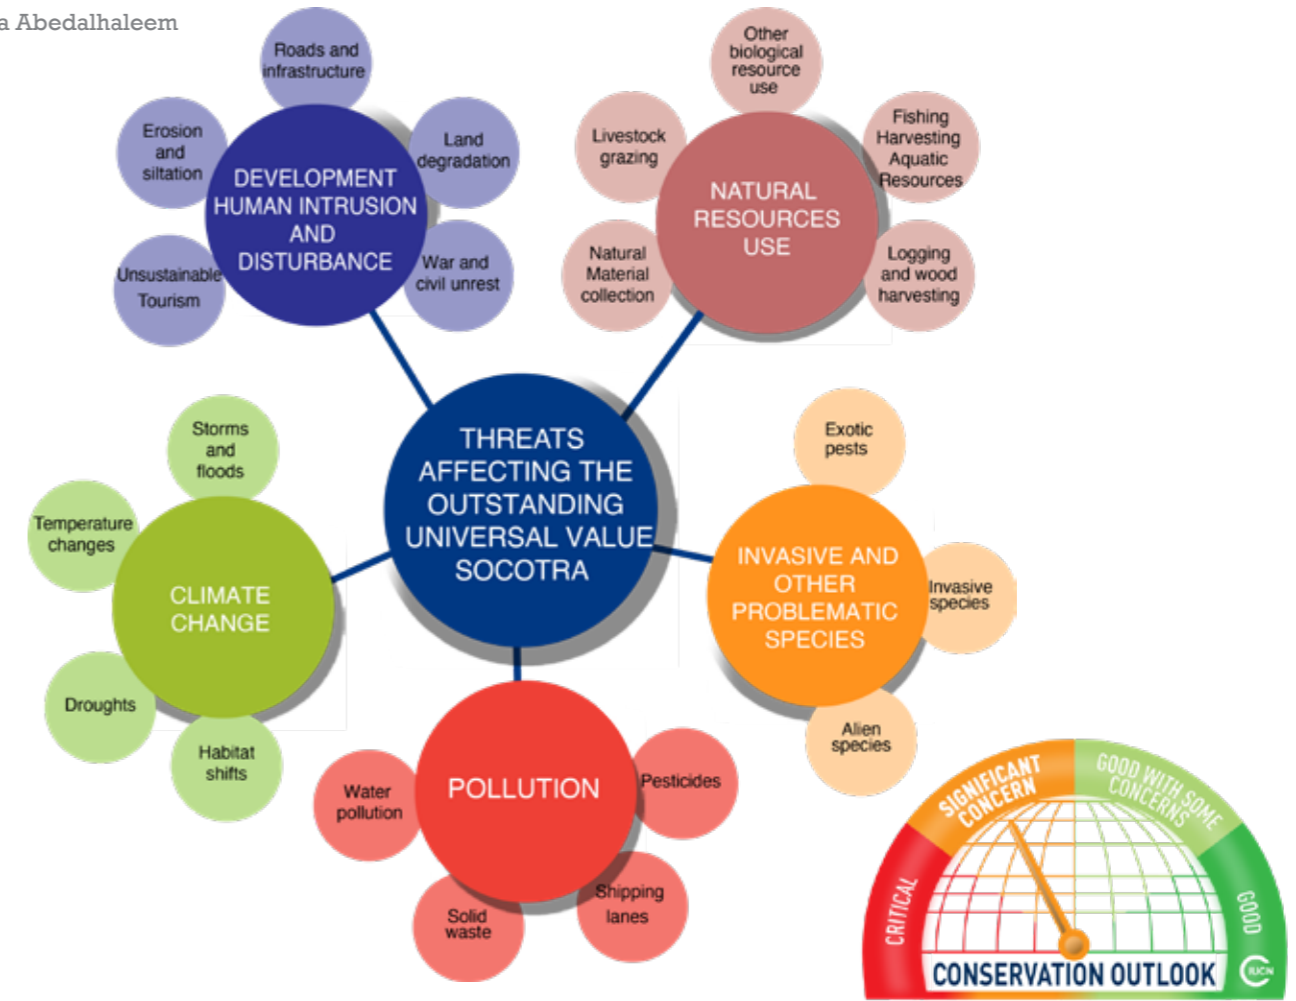 a Abedalhaleem
Roads and
infrastructure
Erosion
and
siltation
Land
degradation
DEVELOPMENT
HUMAN INTRUSION
AND
DISTURBANCE
Unsustainable
Tourism
War and
civil unrest
Other
biological
resource
use
Livestock
grazing
Fishing
Harvesting
Aquatic
Resources
NATURAL
RESOURCES
USE
Natural
Material
collection
Logging
and wood
harvesting
THREATS
AFFECTING THE
OUTSTANDING
UNIVERSAL VALUE
SOCOTRA
Storms
and
floods
Temperature
changes
CLIMATE
CHANGE
Droughts
Habitat
shifts
Exotic
pests
INVASIVE AND
OTHER
PROBLEMATIC
SPECIES
Invasive
species
Alien
species
POLLUTION
Water
pollution
Pesticides
Solid
waste
Shipping
lanes
CRITICAL
SIGNIFICANT
CONCERN
GOOD WITH SOME
CONCERNS
GOOD
CONSERVATION OUTLOOK
IUCN